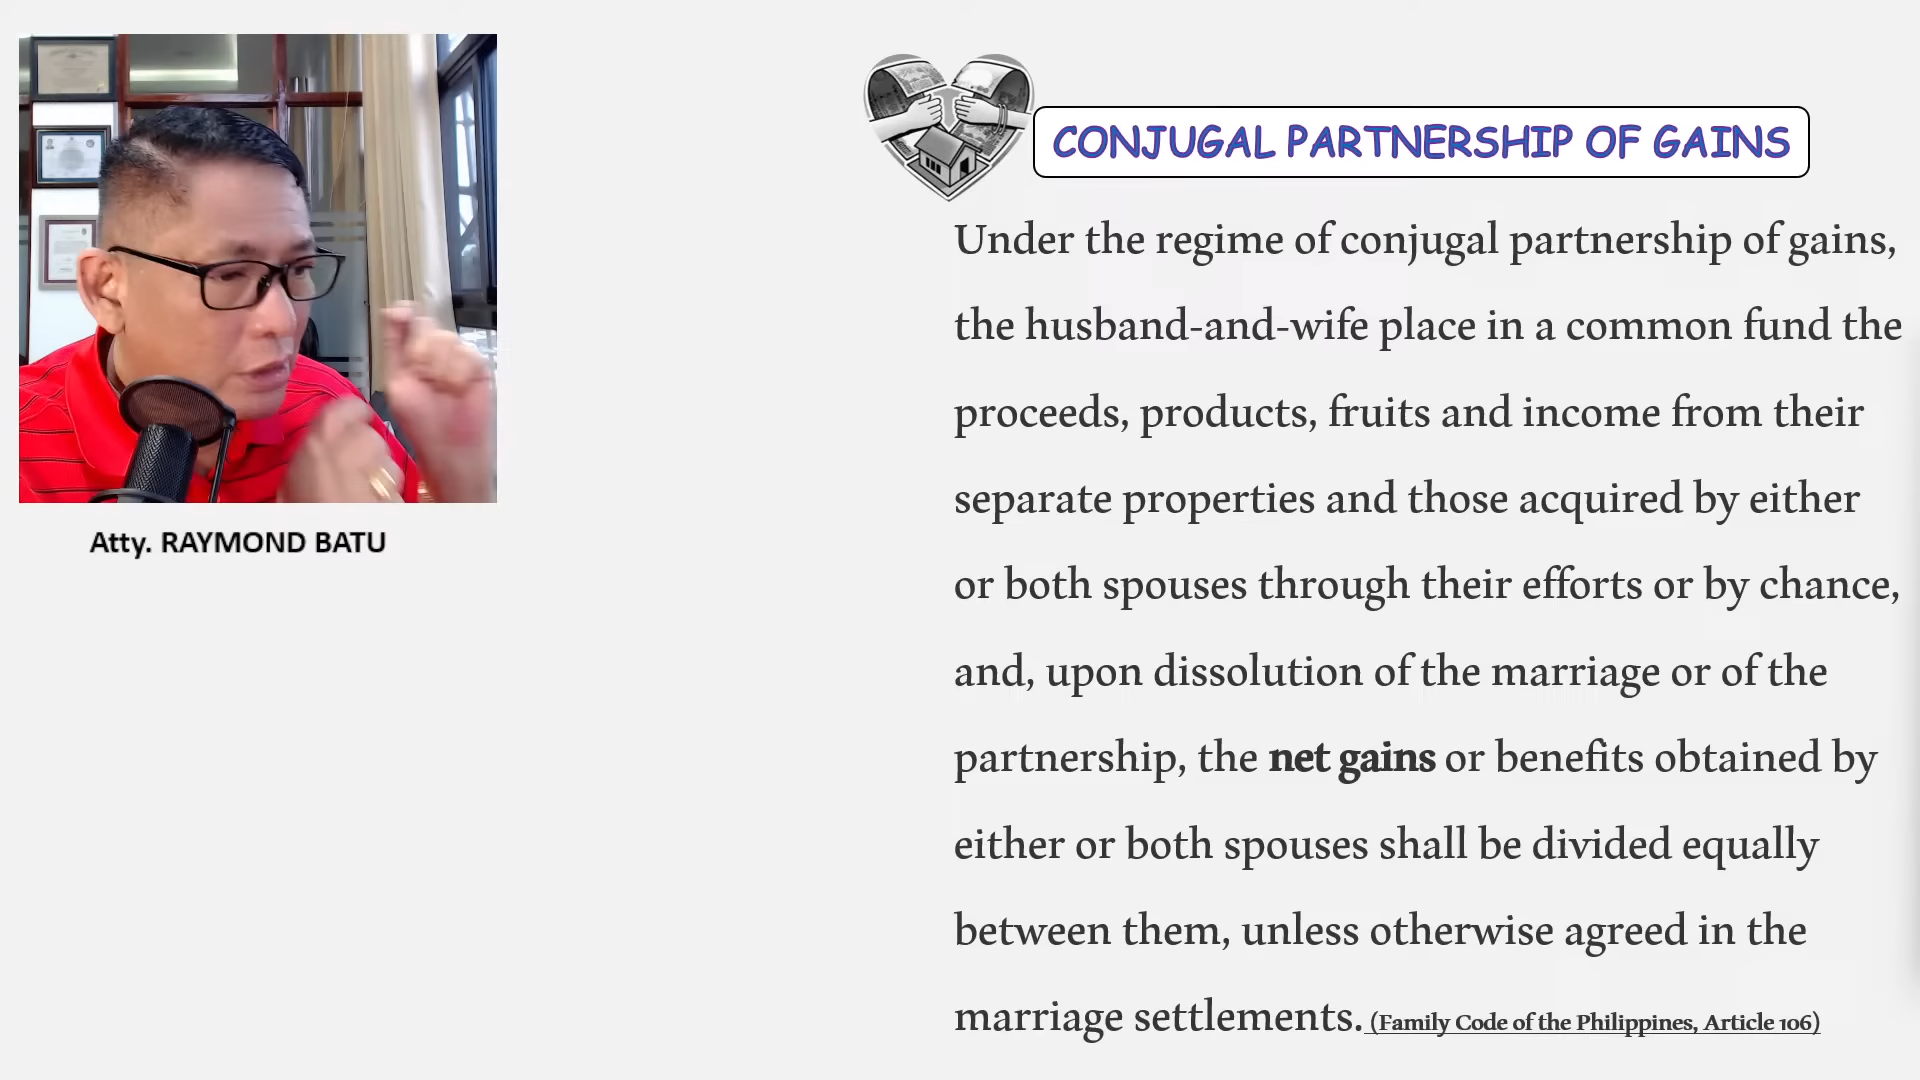 Atty. RAYMOND BATU
CONJUGAL PARTNERSHIP OF GAINS
Under the regime of conjugal partnership of gains,
the husband-and-wife place in a common fund the
proceeds, products, fruits and income from their
separate properties and those acquired by either
or both spouses through their efforts or by chance,
and, upon dissolution of the marriage or of the
partnership, the net gains or benefits obtained by
either or both spouses shall be divided equally
between them, unless otherwise agreed in the
marriage settlements. (Family Code of the Philippines, Article 106)